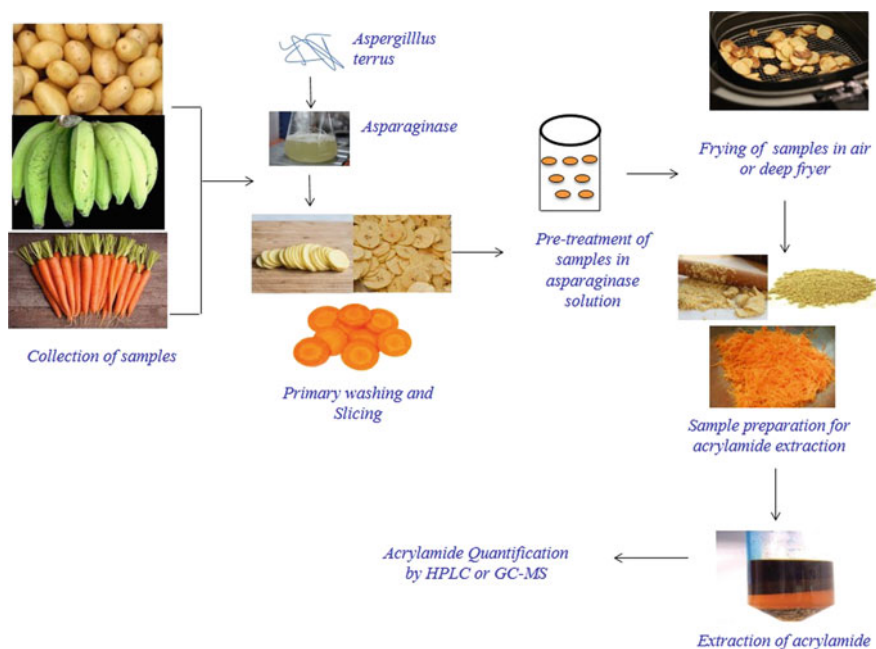 Aspergilllus
terrus
Asparaginase
Collection of samples
Primary washing and
Slicing
Pre-treatment of
samples in
asparaginase
solution
Frying of samples in air
or deep fryer
Sample preparation for
acrylamide extraction
Extraction of acrylamide
Acrylamide Quantification
by HPLC or GC-MS